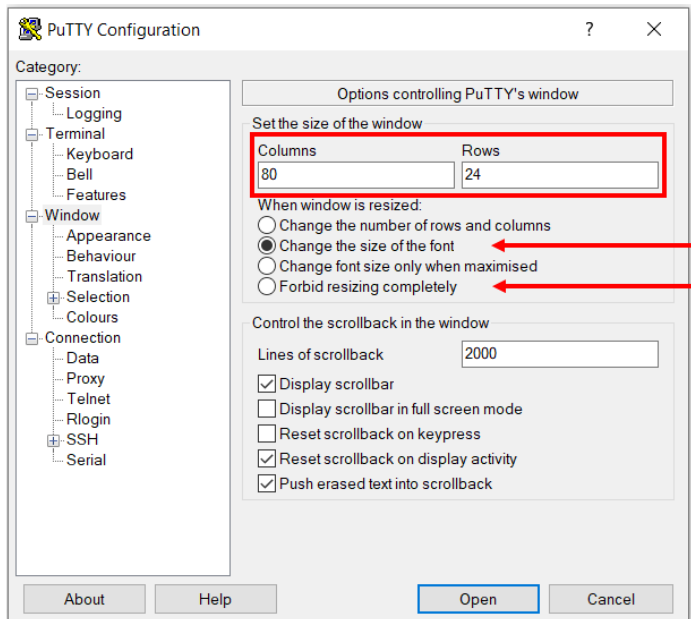 PuTTY Configuration
?
Category:
Session
Logging
Terminal
Keyboard
Bell
Features
Window
Appearance
Behaviour
Translation
Selection
Colours
Connection
Data
Proxy
Telnet
Rlogin
SSH
Serial
Options controlling PuTTY's window
Set the size of the window
Columns Rows
80 24
When window is resized:
Change the number of rows and columns
Change the size of the font
Change font size only when maximised
Forbid resizing completely
Control the scrollback in the window
Lines of scrollback 2000
Display scrollbar
Display scrollbar in full screen mode
Reset scrollback on keypress
Reset scrollback on display activity
Push erased text into scrollback
About Help Open Cancel